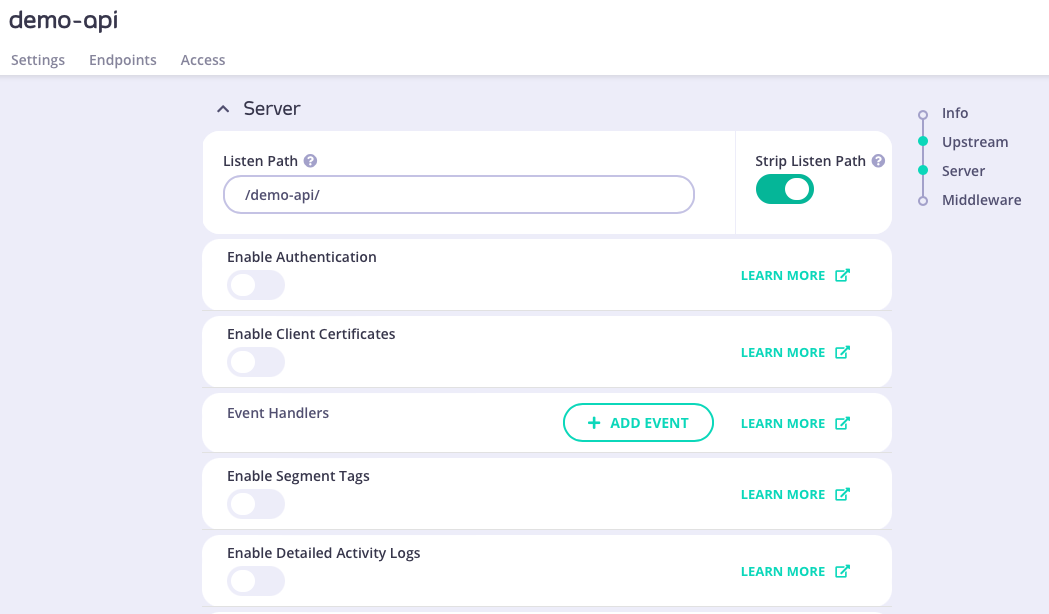 demo-api
Settings Endpoints Access
Server
Listen Path ?
/demo-api/
Strip Listen Path ?
Enable Authentication
LEARN MORE
Enable Client Certificates
LEARN MORE
Event Handlers
+ ADD EVENT
LEARN MORE
Enable Segment Tags
LEARN MORE
Enable Detailed Activity Logs
LEARN MORE
Info
Upstream
Server
Middleware